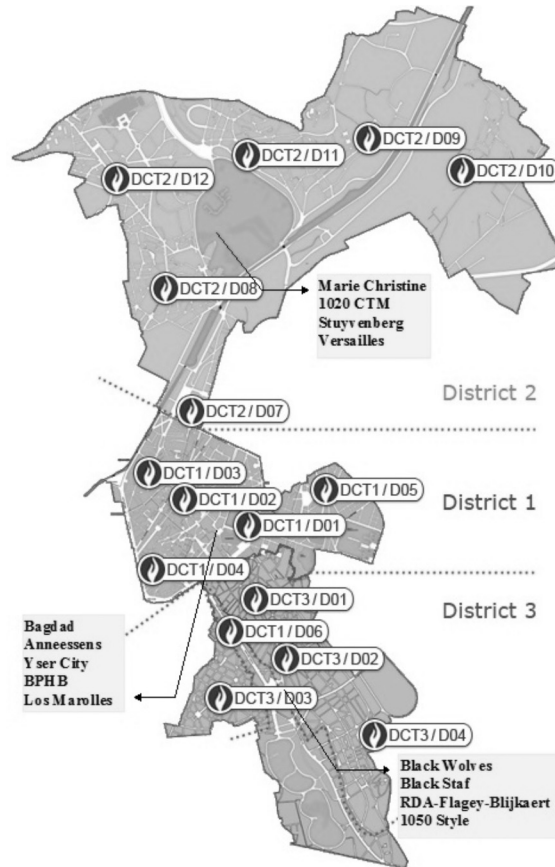 DCT2/D09
DCT2/D11
DCT2/D10
DCT2/D12
DCT2/D08
Marie Christine
1020 CTM
Stuyvenberg
Versailles
District 2
DCT2/D07
DCT1/D03
DCT1/D05
DCT1/D02
District 1
DCT1/D01
DCT1/D04
DCT3/D01
District 3
Bagdad
Anneessens
Yser City
BPHB
Los Marolles
DCT1/D06
DCT3/D02
DCT3/D03
DCT3/D04
Black Wolves
Black Staf
RDA-Flagey-Blijkaert
1050 Style